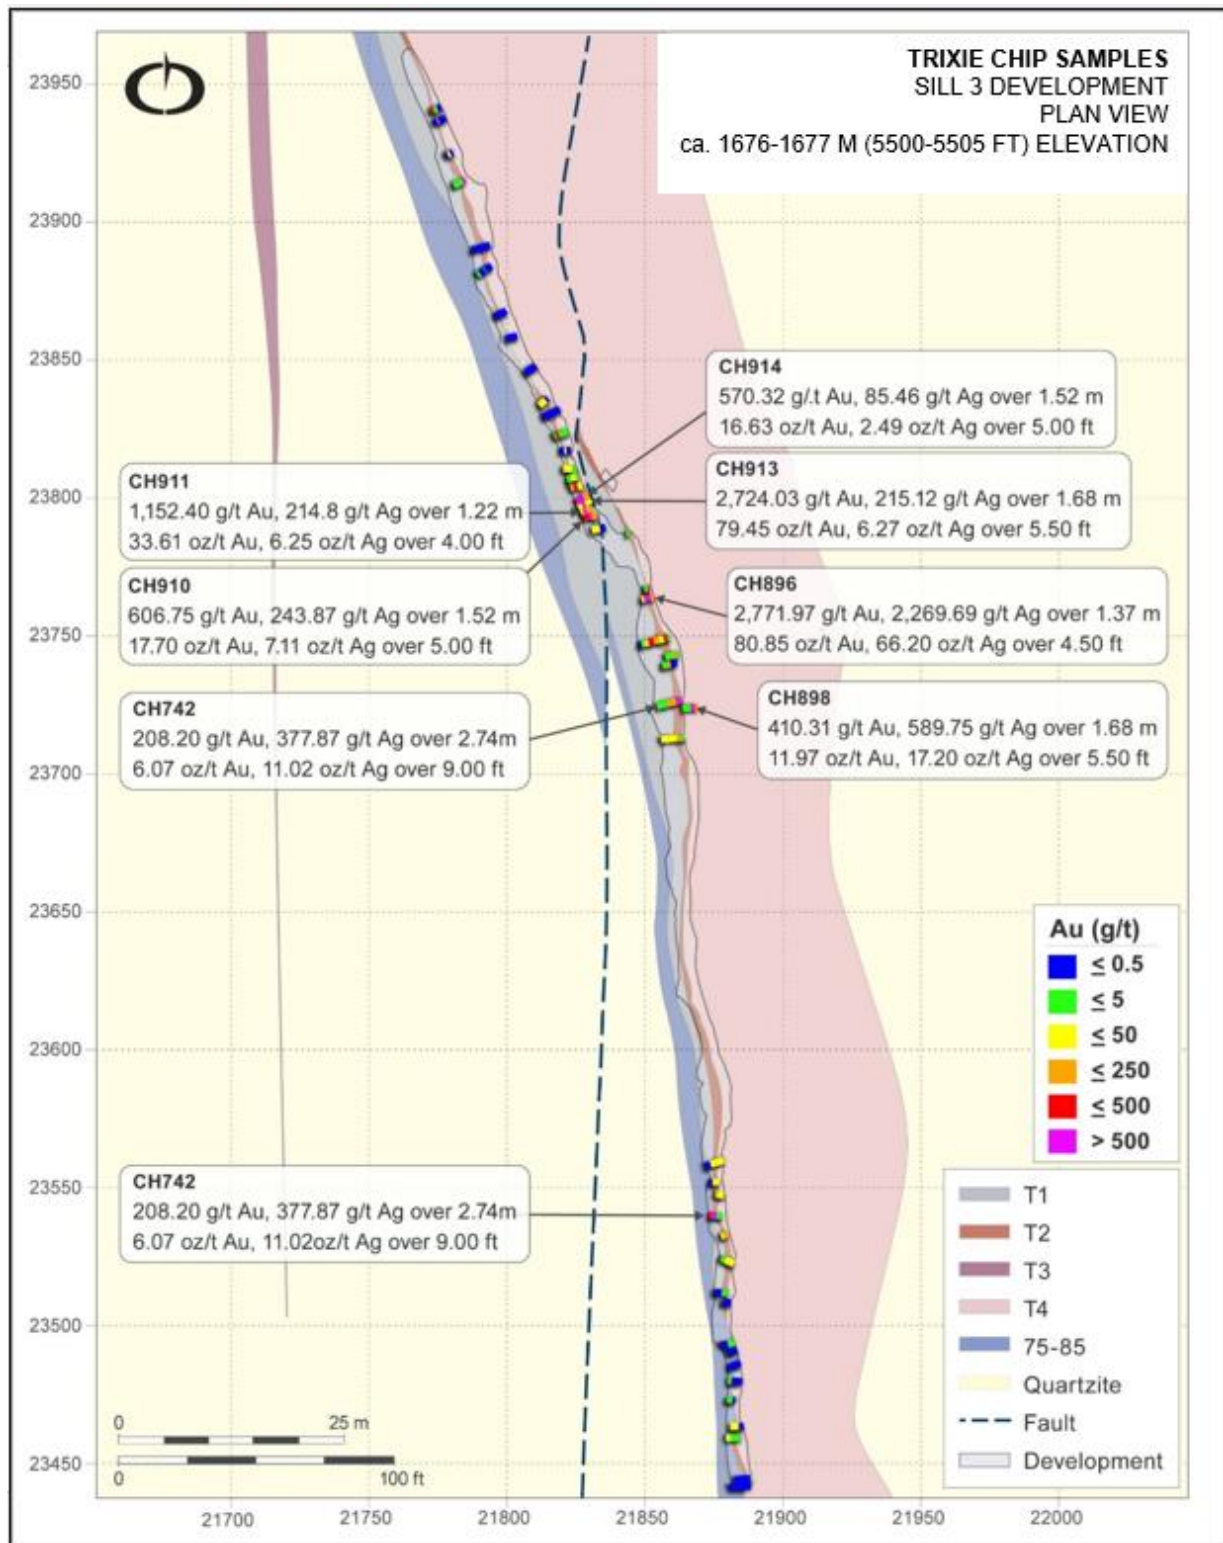 TRIXIE CHIP SAMPLES
SILL 3 DEVELOPMENT
PLAN VIEW
ca. 1676-1677 M (5500-5505 FT) ELEVATION
23950
23900
23850
23800
23750
23700
23650
23600
23550
23500
23450
CH914
570.32 g/.t Au, 85.46 g/t Ag over 1.52 m
16.63 oz/t Au, 2.49 oz/t Ag over 5.00 ft
CH911
1,152.40 g/t Au, 214.8 g/t Ag over 1.22 m
33.61 oz/t Au, 6.25 oz/t Ag over 4.00 ft
CH913
2,724.03 g/t Au, 215.12 g/t Ag over 1.68 m
79.45 oz/t Au, 6.27 oz/t Ag over 5.50 ft
CH910
606.75 g/t Au, 243.87 g/t Ag over 1.52 m
17.70 oz/t Au, 7.11 oz/t Ag over 5.00 ft
CH896
2,771.97 g/t Au, 2,269.69 g/t Ag over 1.37 m
80.85 oz/t Au, 66.20 oz/t Ag over 4.50 ft
CH742
208.20 g/t Au, 377.87 g/t Ag over 2.74m
6.07 oz/t Au, 11.02 oz/t Ag over 9.00 ft
CH898
410.31 g/t Au, 589.75 g/t Ag over 1.68 m
11.97 oz/t Au, 17.20 oz/t Ag over 5.50 ft
CH742
208.20 g/t Au, 377.87 g/t Ag over 2.74m
6.07 oz/t Au, 11.02oz/t Ag over 9.00 ft
Au (g/t)
≤ 0.5
≤ 5
≤ 50
≤ 250
≤ 500
> 500
T1
T2
T3
T4
75-85
Quartzite
Fault
Development
0 25 m
0 100 ft
21700 21750 21800 21850 21900 21950 22000